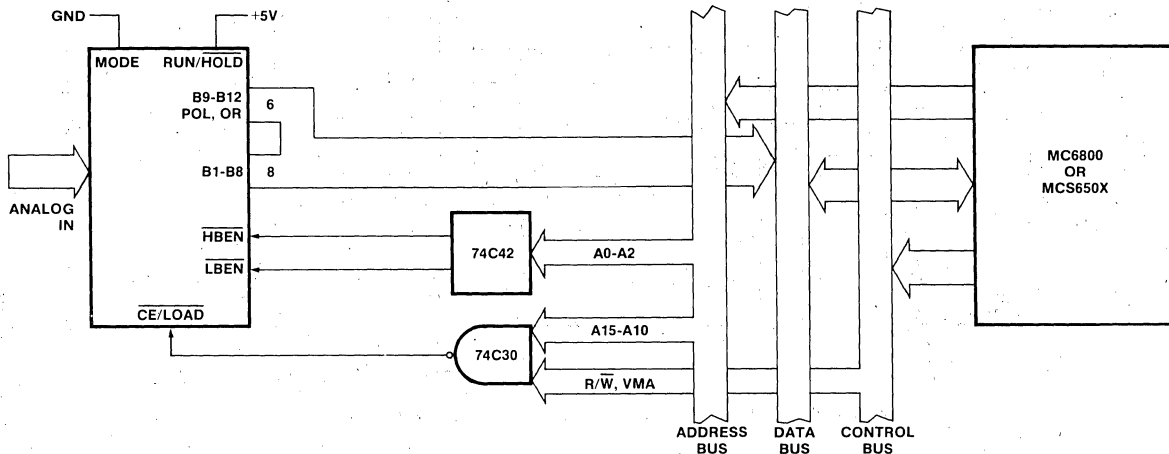 GND
+5V
MODE
RUN/HOLD
B9-B12
POL, OR
6
B1-B8
8
ANALOG
IN
HBEN
LBEN
CE/LOAD
74C42
A0-A2
74C30
A15-A10
R/W, VMA
MC6800
OR
MCS650X
ADDRESS
BUS
DATA
BUS
CONTROL
BUS